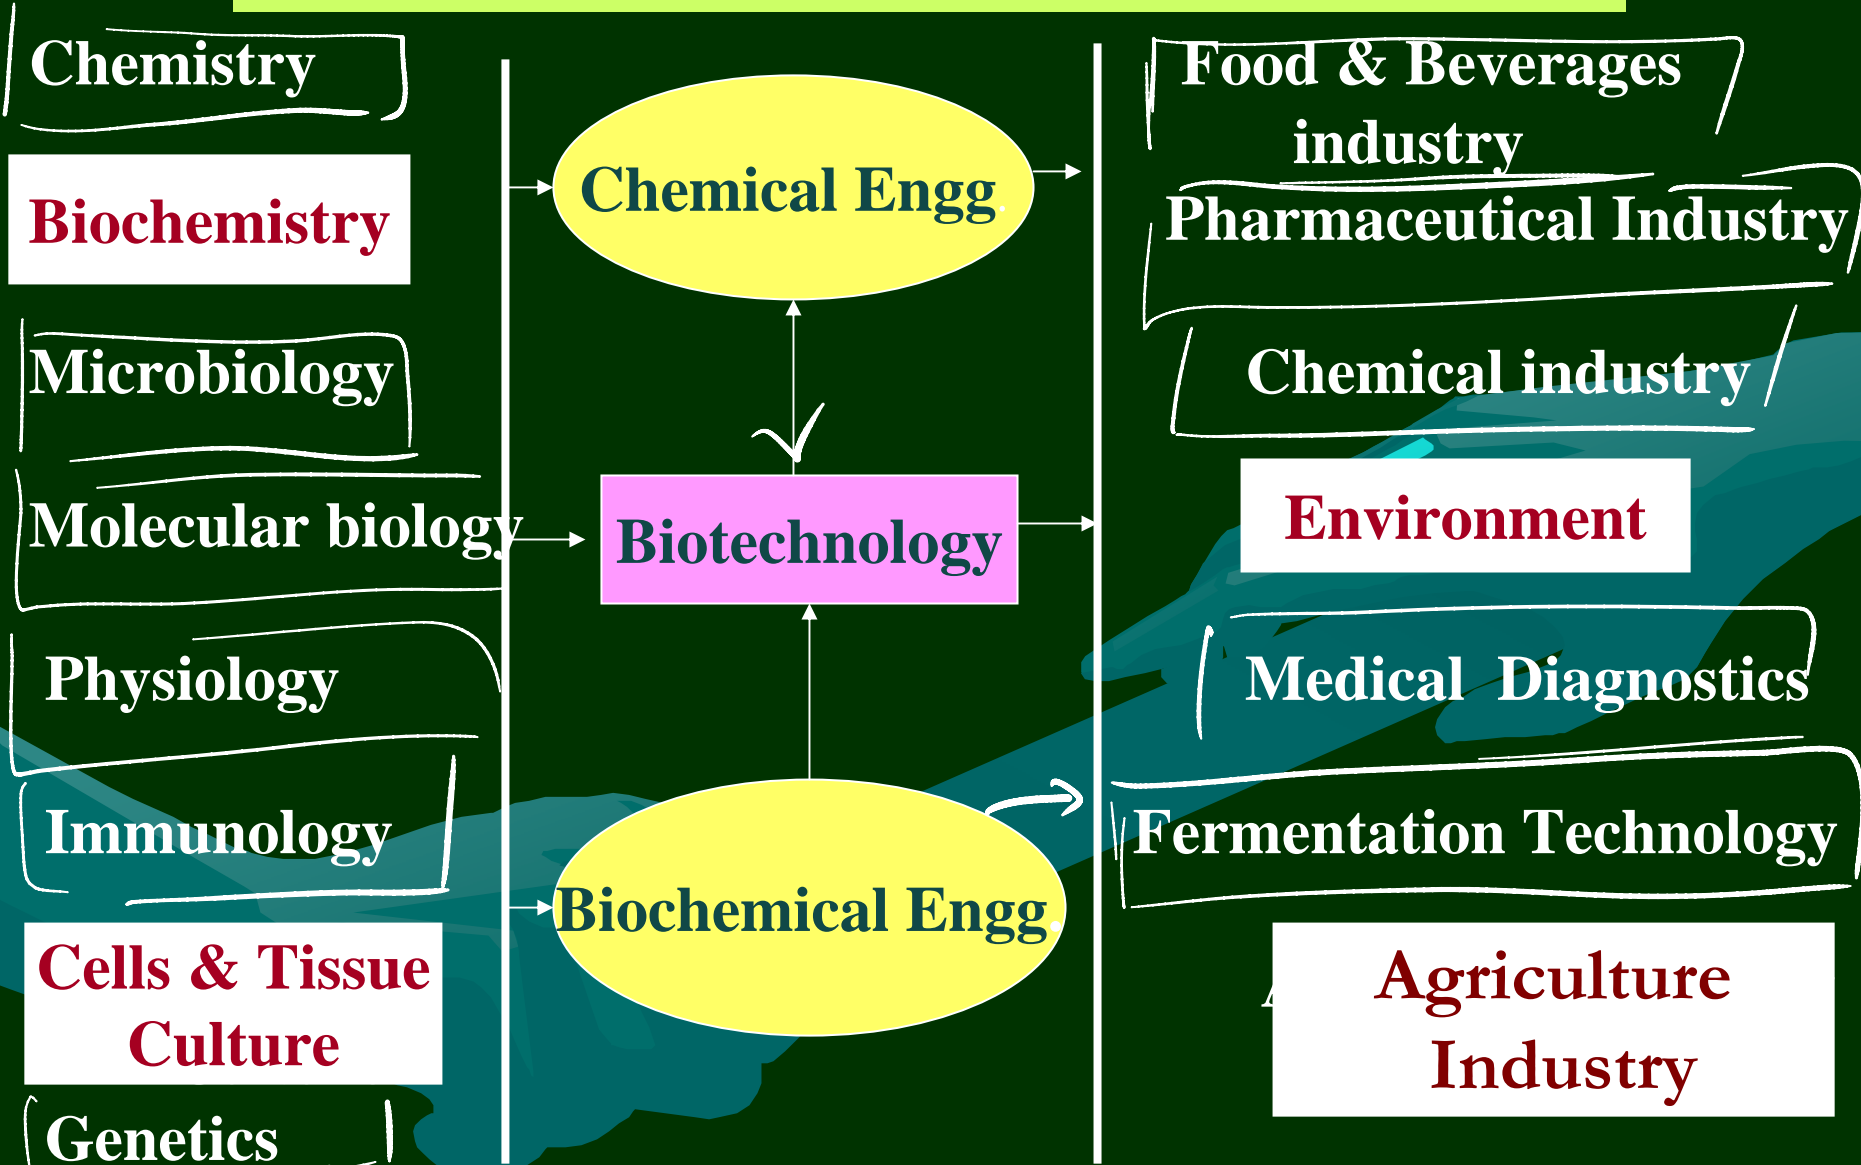 Chemistry
Biochemistry
Microbiology
Molecular biology
Physiology
Immunology
Cells & Tissue
Culture
Genetics
Chemical Engg.
Biotechnology
Biochemical Engg.
Food & Beverages
industry
Pharmaceutical Industry
Chemical industry
Environment
Medical Diagnostics
Fermentation Technology
Agriculture
Industry